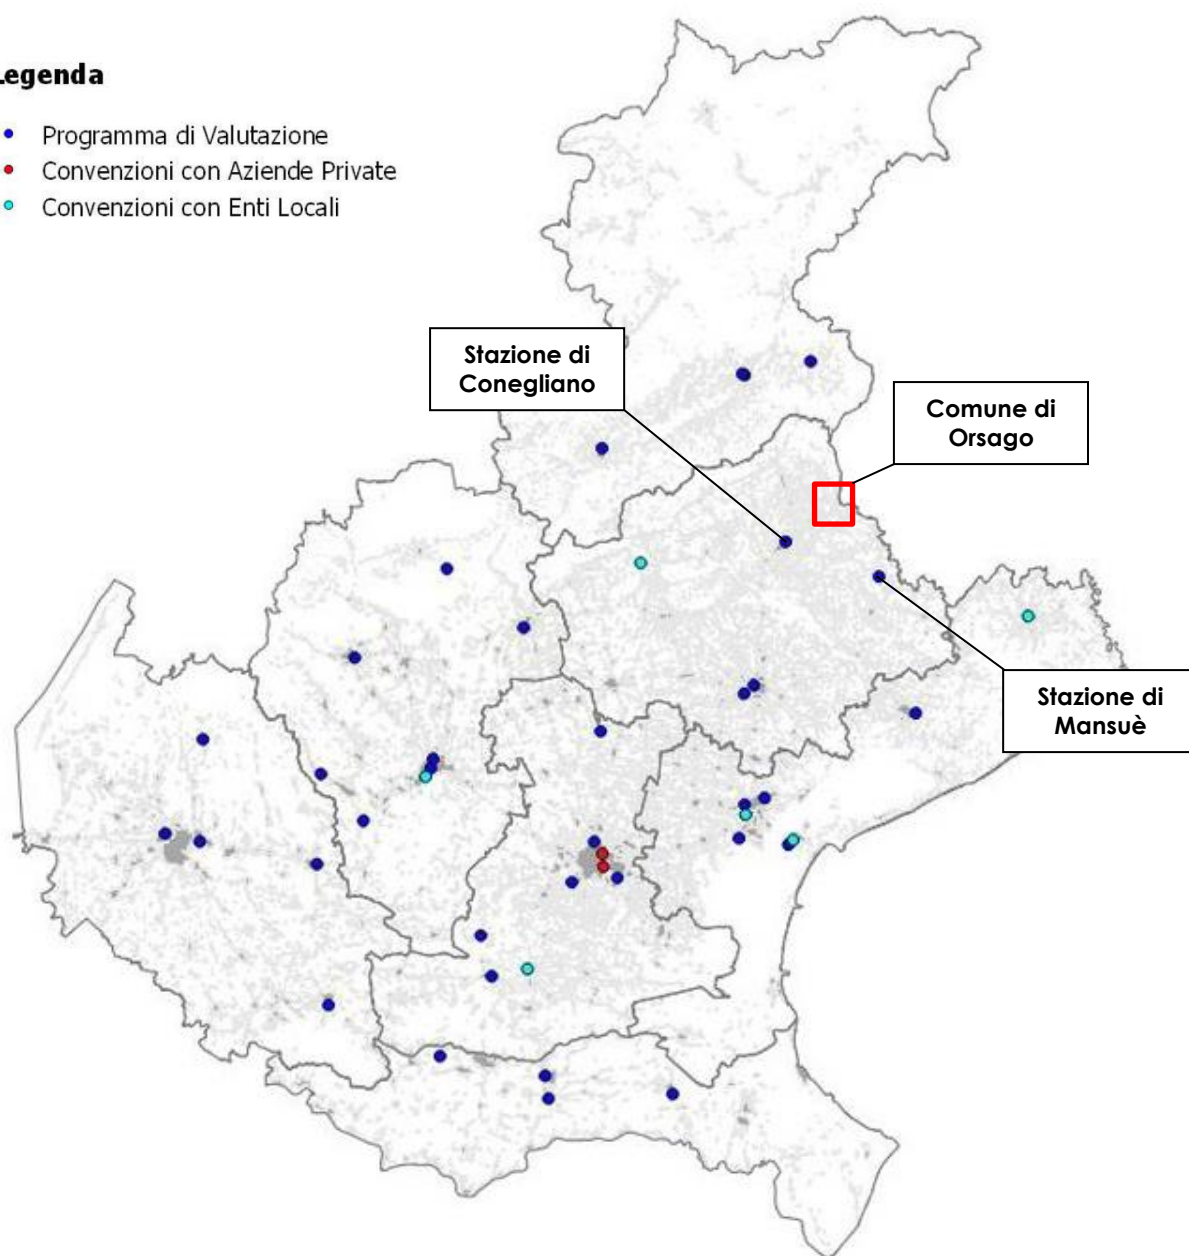 Legenda
Programma di Valutazione
Convenzioni con Aziende Private
Convenzioni con Enti Locali
Stazione di
Conegliano
Comune di
Orsago
Stazione di
Mansuè